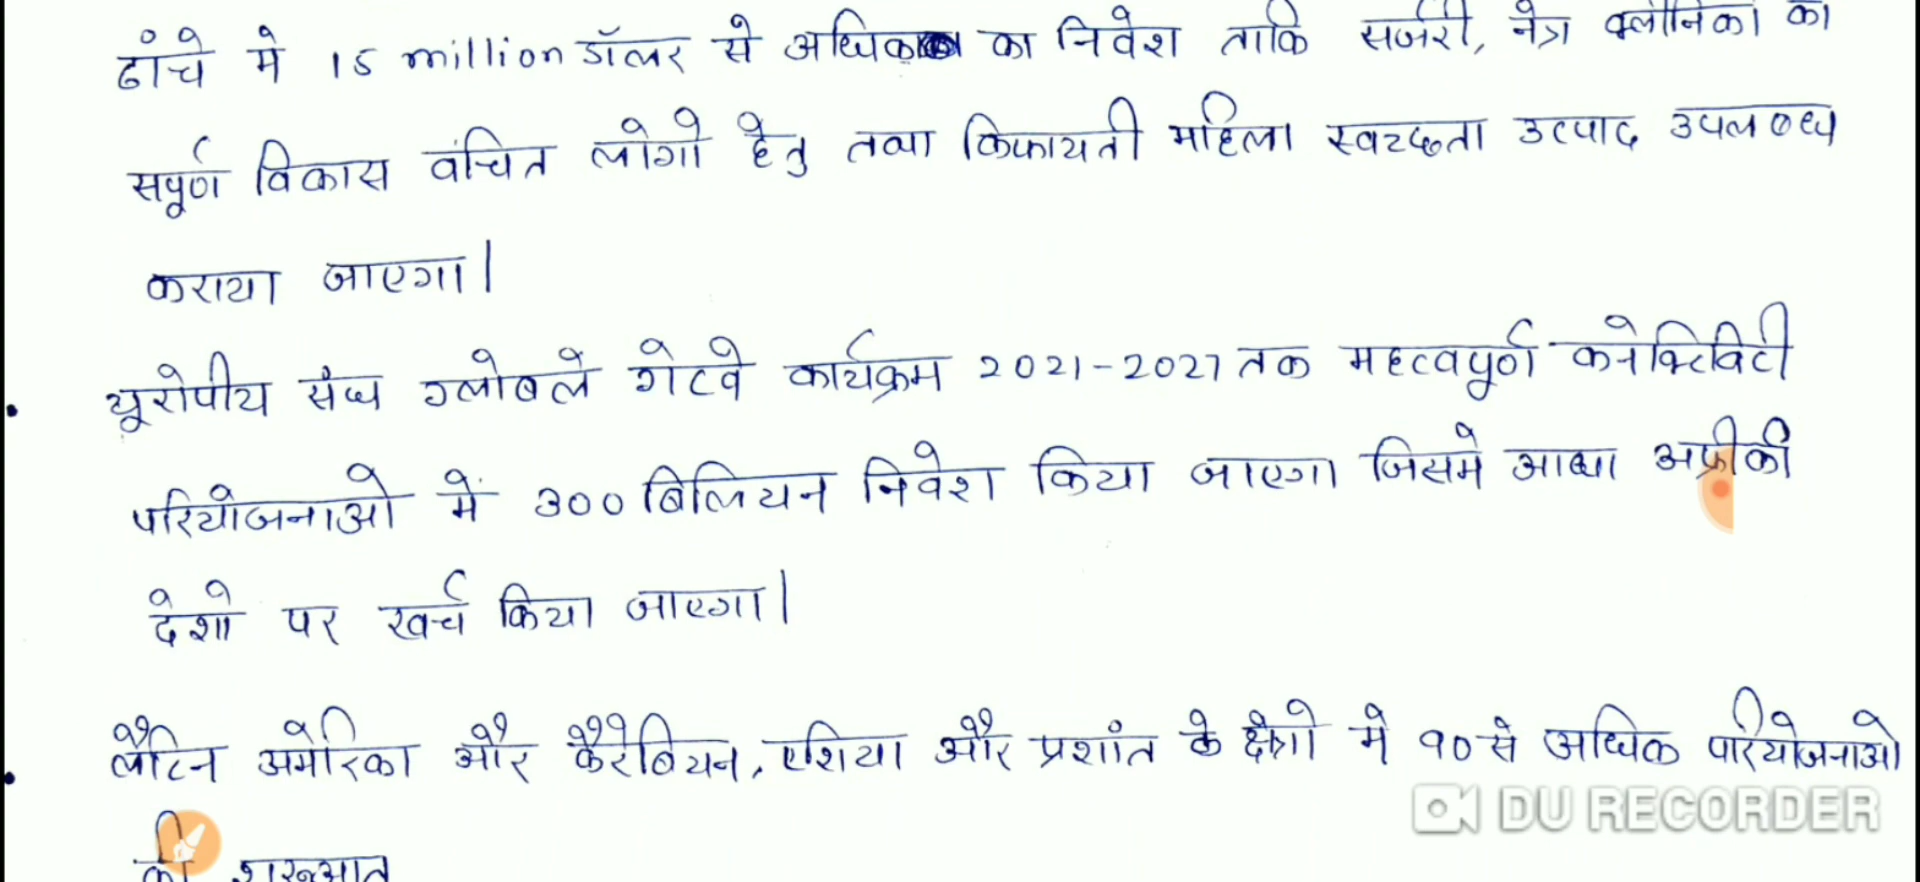 ढांचे मे 15 million डॉलर से अधिक का निवेश ताकि सर्जरी, नेत्र क्लीनिकों का
सपूर्ण विकास वंचित लोगो हेतु तथा किफायती महिला स्वच्छता उत्पाद उपलब्ध
कराया जाएगा।
• यूरोपीय संघ ग्लोबल गेटवे कार्यक्रम 2021-2027 तक महत्वपूर्ण कनेक्टिविटी
परियोजनाओ में 300 बिलियन निवेश किया जाएगा जिसमे आधा अफ्रीकी
देशो पर खर्च किया जाएगा।
• लैटिन अमेरिका और कैरेबियन, एशिया और प्रशांत के क्षेत्रो मे 90 से अधिक परियोजनाओ
की शुरूआत
DU RECORDER